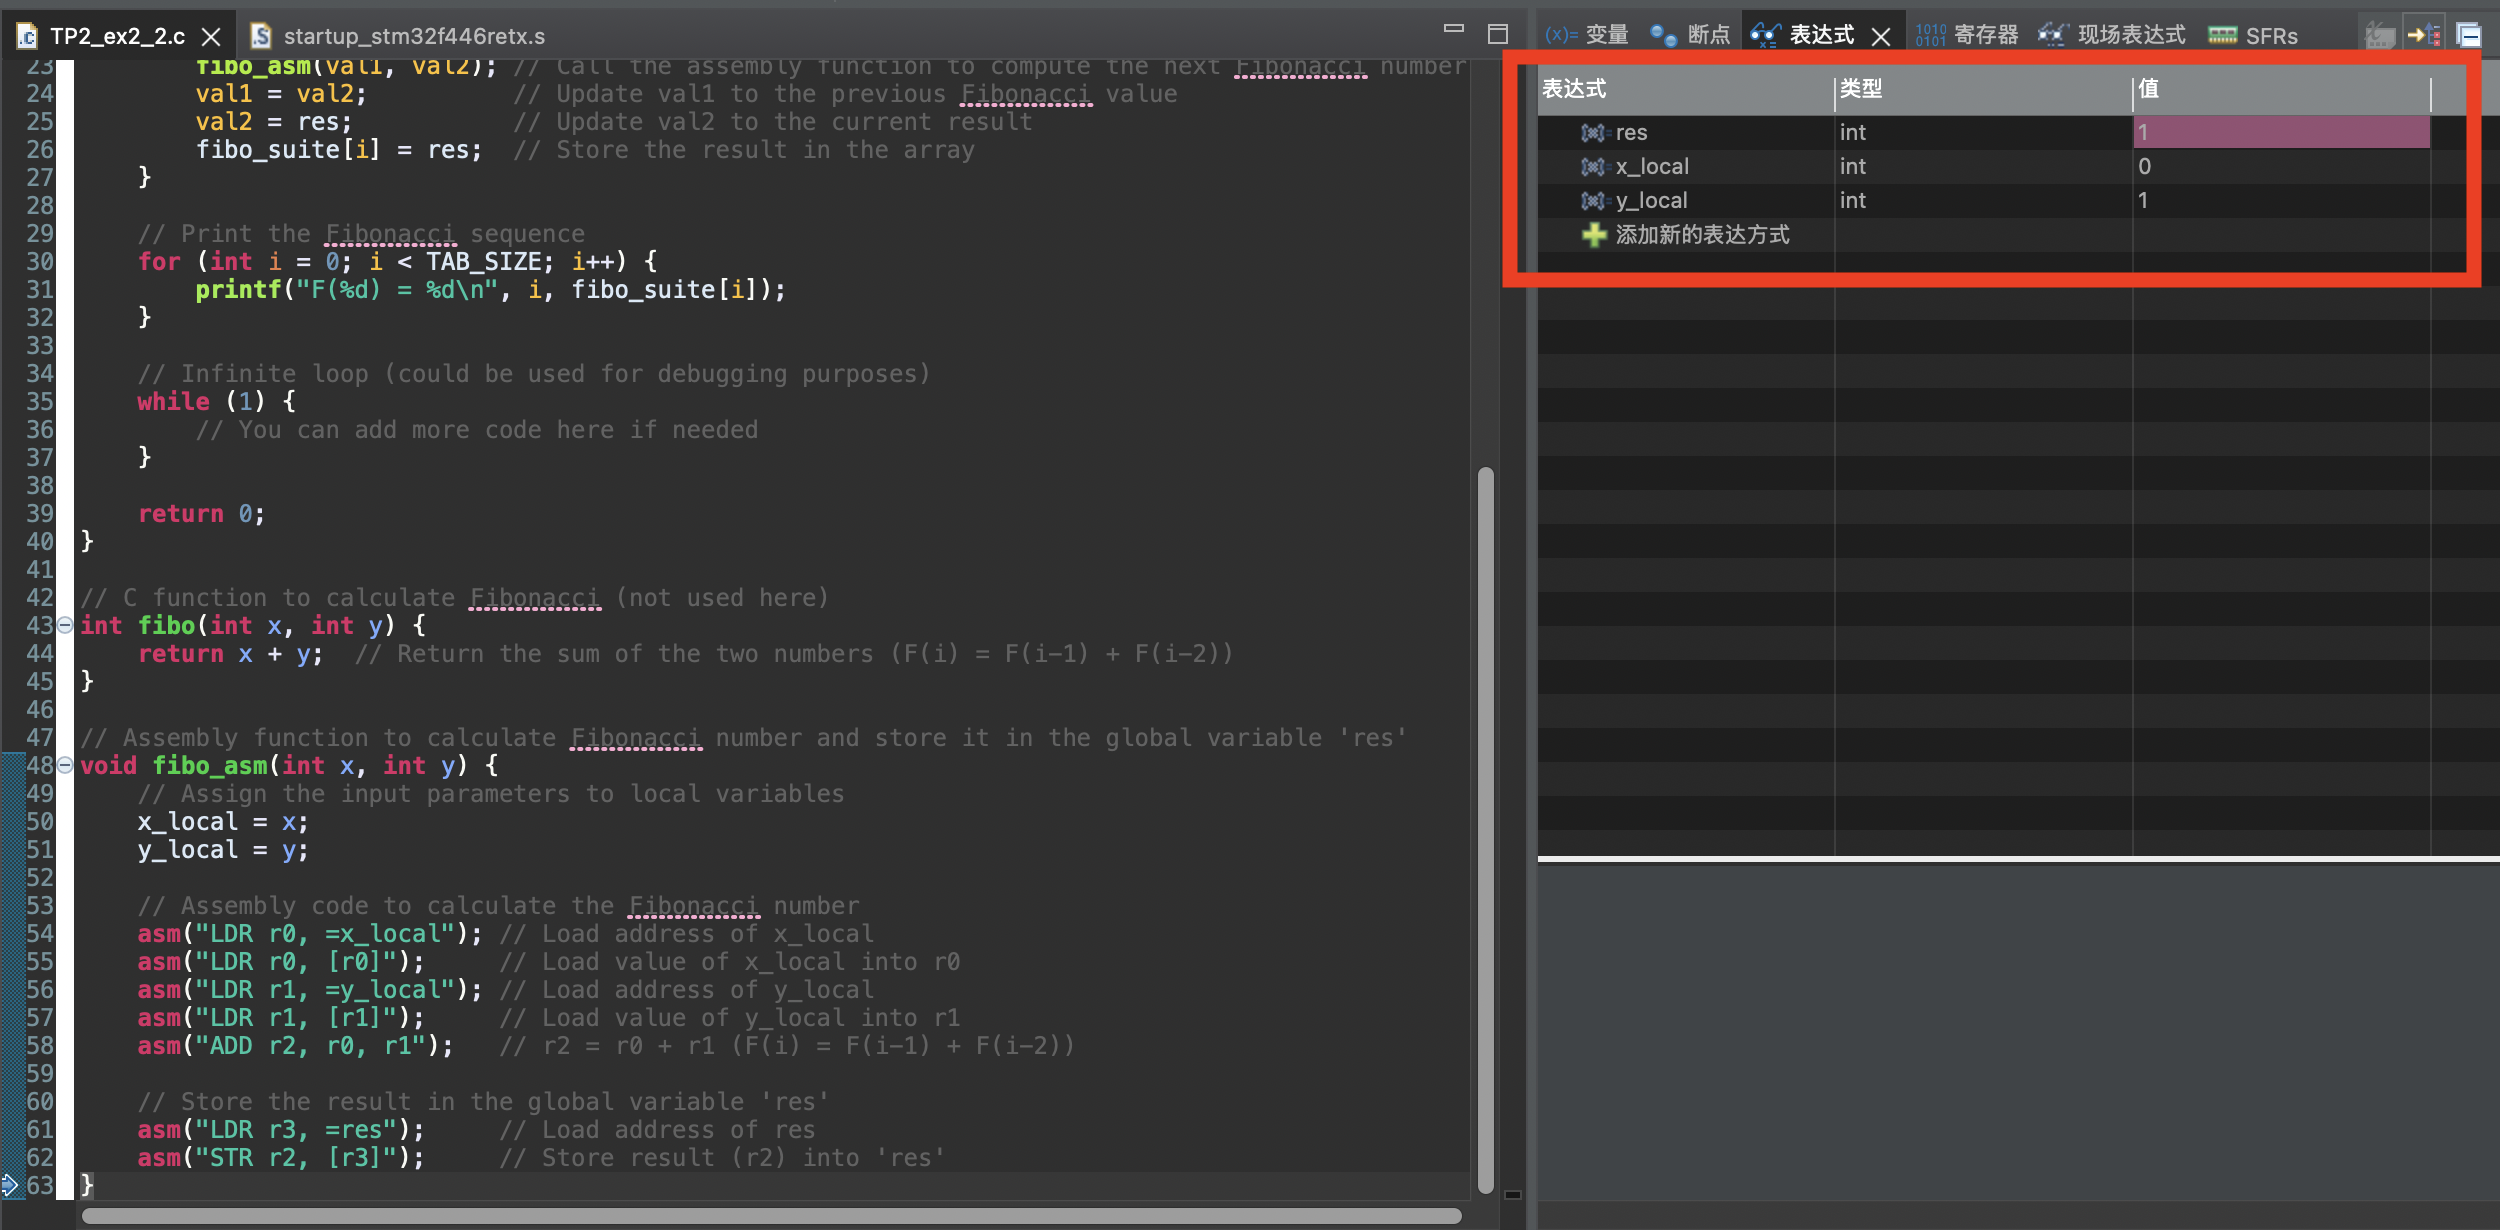 TP2_ex2_2.c
startup_stm32f446retx.s
23 fibo_asm(val1, val2); // Call the assembly function to compute the next Fibonacci number
24 val1 = val2; // Update val1 to the previous Fibonacci value
25 val2 = res; // Update val2 to the current result
26 fibo_suite[i] = res; // Store the result in the array
27 }
28
29 // Print the Fibonacci sequence
30 for (int i = 0; i < TAB_SIZE; i++) {
31 printf("F(%d) = %d\n", i, fibo_suite[i]);
32 }
33
34 // Infinite loop (could be used for debugging purposes)
35 while (1) {
36 // You can add more code here if needed
37 }
38
39 return 0;
40 }
41
42 // C function to calculate Fibonacci (not used here)
43 int fibo(int x, int y) {
44 return x + y; // Return the sum of the two numbers (F(i) = F(i-1) + F(i-2))
45 }
46
47 // Assembly function to calculate Fibonacci number and store it in the global variable 'res'
48 void fibo_asm(int x, int y) {
49 // Assign the input parameters to local variables
50 x_local = x;
51 y_local = y;
52
53 // Assembly code to calculate the Fibonacci number
54 asm("LDR r0, =x_local"); // Load address of x_local
55 asm("LDR r0, [r0]"); // Load value of x_local into r0
56 asm("LDR r1, =y_local"); // Load address of y_local
57 asm("LDR r1, [r1]"); // Load value of y_local into r1
58 asm("ADD r2, r0, r1"); // r2 = r0 + r1 (F(i) = F(i-1) + F(i-2))
59
60 // Store the result in the global variable 'res'
61 asm("LDR r3, =res"); // Load address of res
62 asm("STR r2, [r3]"); // Store result (r2) into 'res'
63 }
(x)= 变量
断点
表达式
1010 0101 寄存器
现场表达式
SFRs
表达式 类型 值
res int 1
x_local int 0
y_local int 1
添加新的表达方式